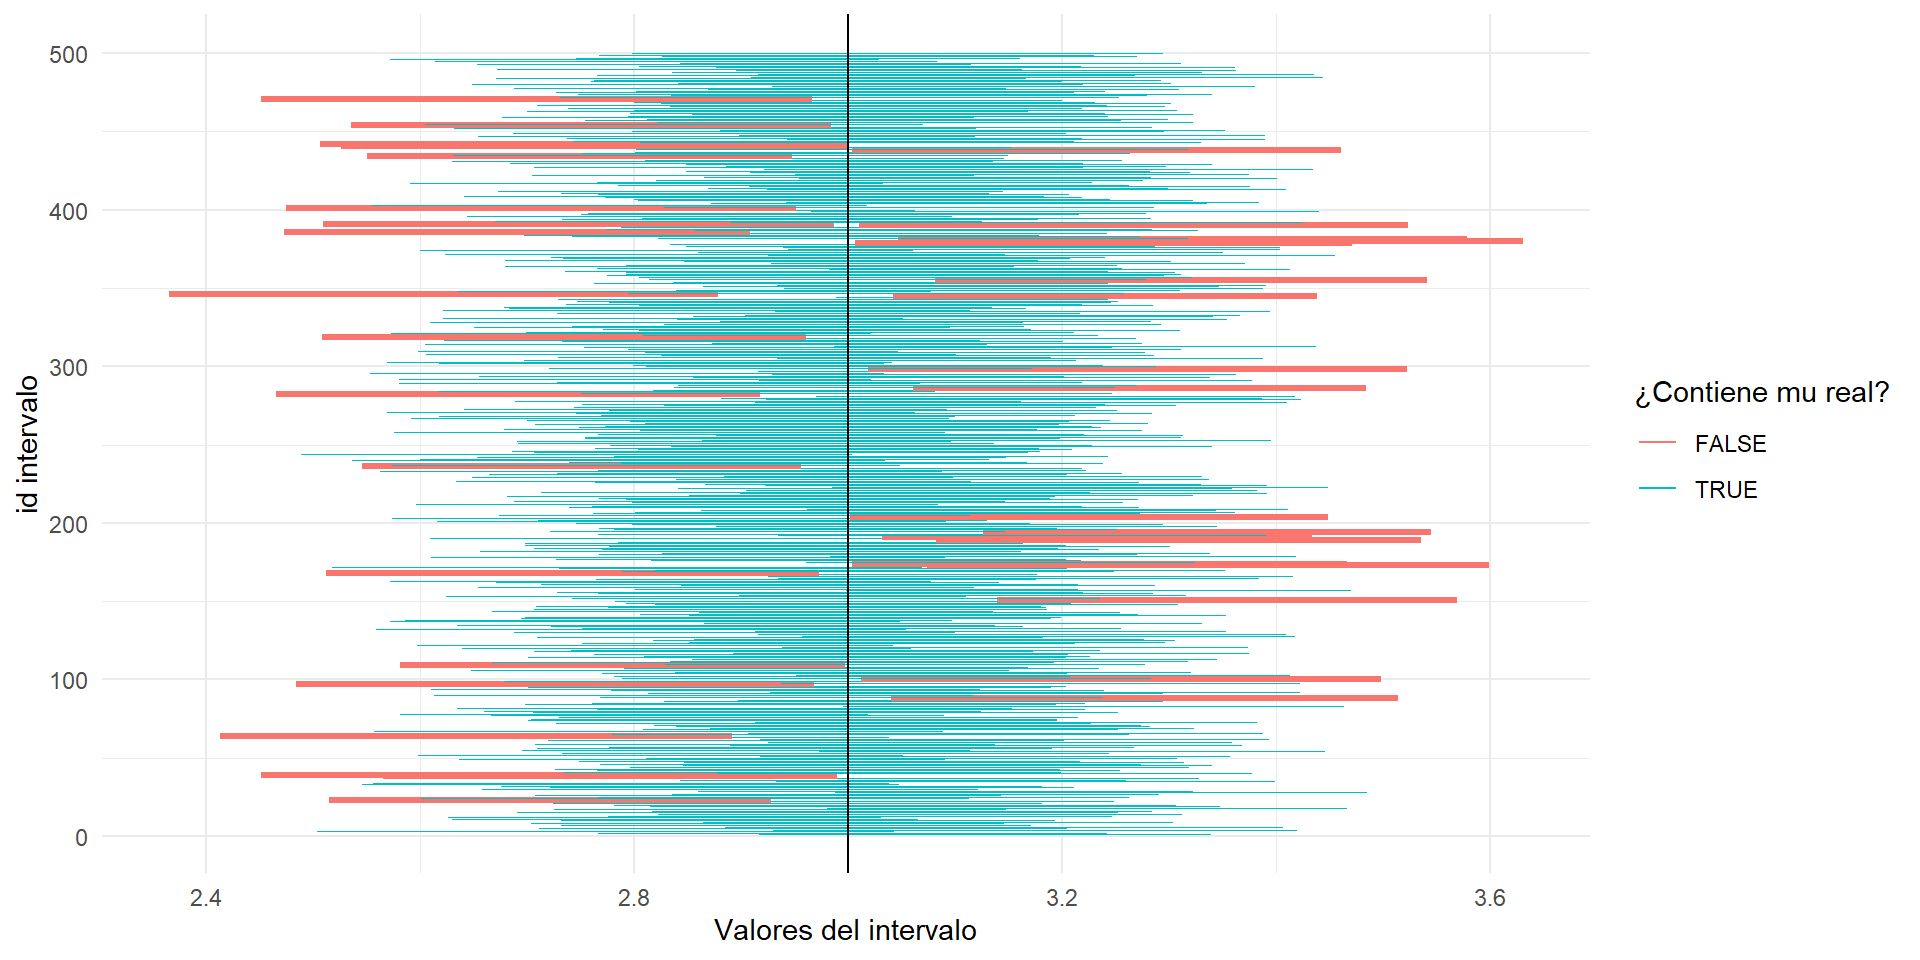 500
400
300
200
100
0
id intervalo
2.4
2.8
3.2
3.6
Valores del intervalo
¿Contiene mu real?
FALSE
TRUE